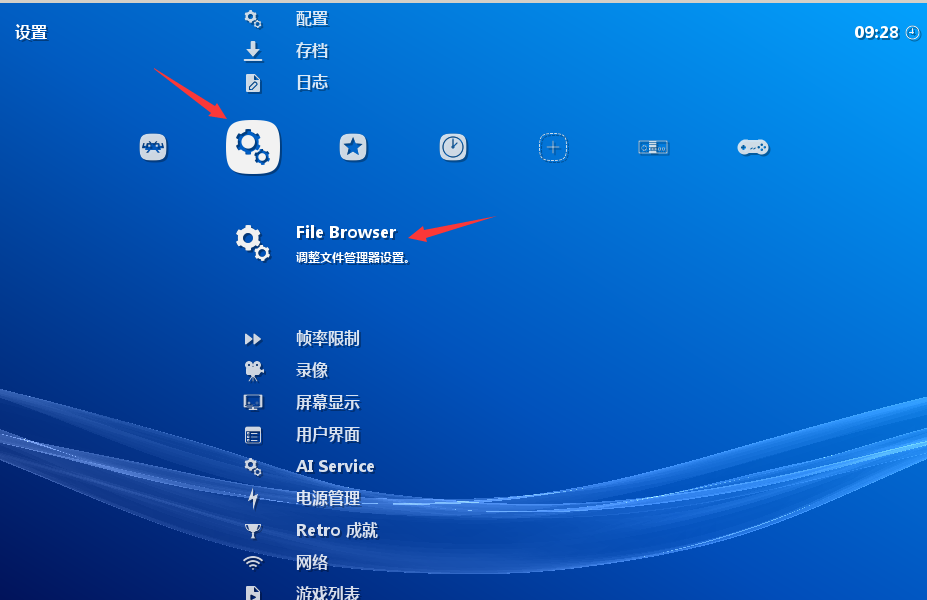 配置
设置
09:28
存档
日志
File Browser
调整文件管理器设置。
帧率限制
录像
屏幕显示
用户界面
AI Service
电源管理
Retro 成就
网络
游戏列表